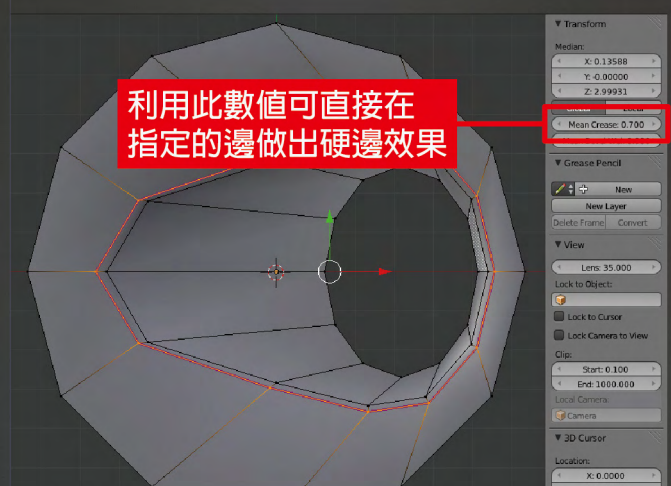 Transform
Median:
X: 0.13588
Y: -0.00000
Z: 2.99931
利用此數值可直接在
指定的邊做出硬邊效果
Mean Crease: 0.700
Grease Pencil
New
New Layer
Delete Frame Convert
View
Lens: 35.000
Lock to Object:
Lock to Cursor
Lock Camera to View
Clip:
Start: 0.100
End: 1000.000
Local Camera:
Camera
3D Cursor
Location:
X: 0.0000